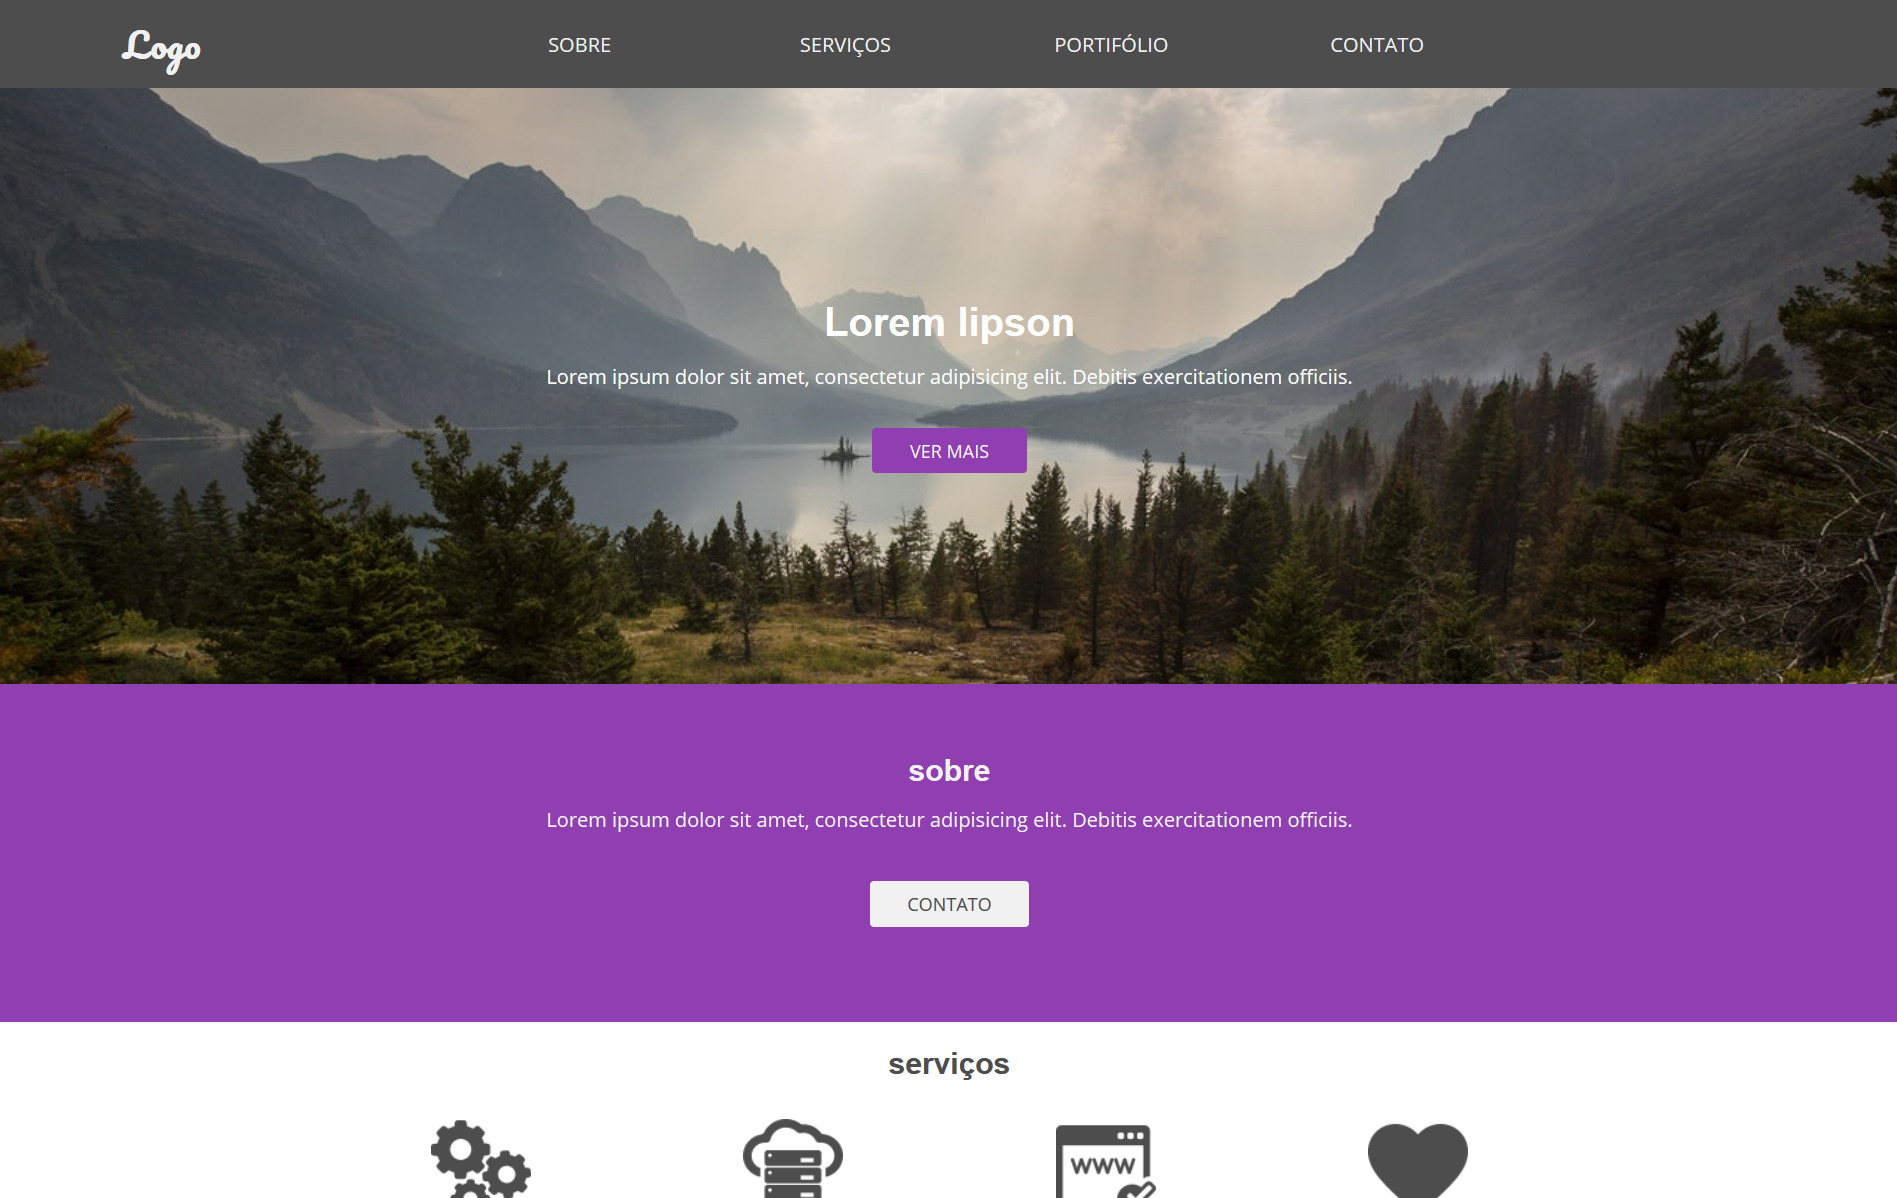 Logo
SOBRE
SERVIÇOS
PORTIFÓLIO
CONTATO
Lorem lipson
Lorem ipsum dolor sit amet, consectetur adipisicing elit. Debitis exercitationem officiis.
VER MAIS
sobre
Lorem ipsum dolor sit amet, consectetur adipisicing elit. Debitis exercitationem officiis.
CONTATO
serviços
www